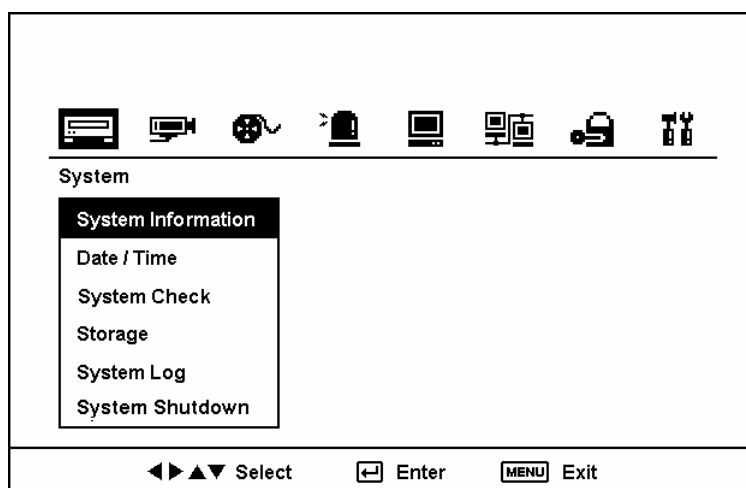 System
System Information
Date / Time
System Check
Storage
System Log
System Shutdown
◀▶▲▼ Select ↵ Enter MENU Exit